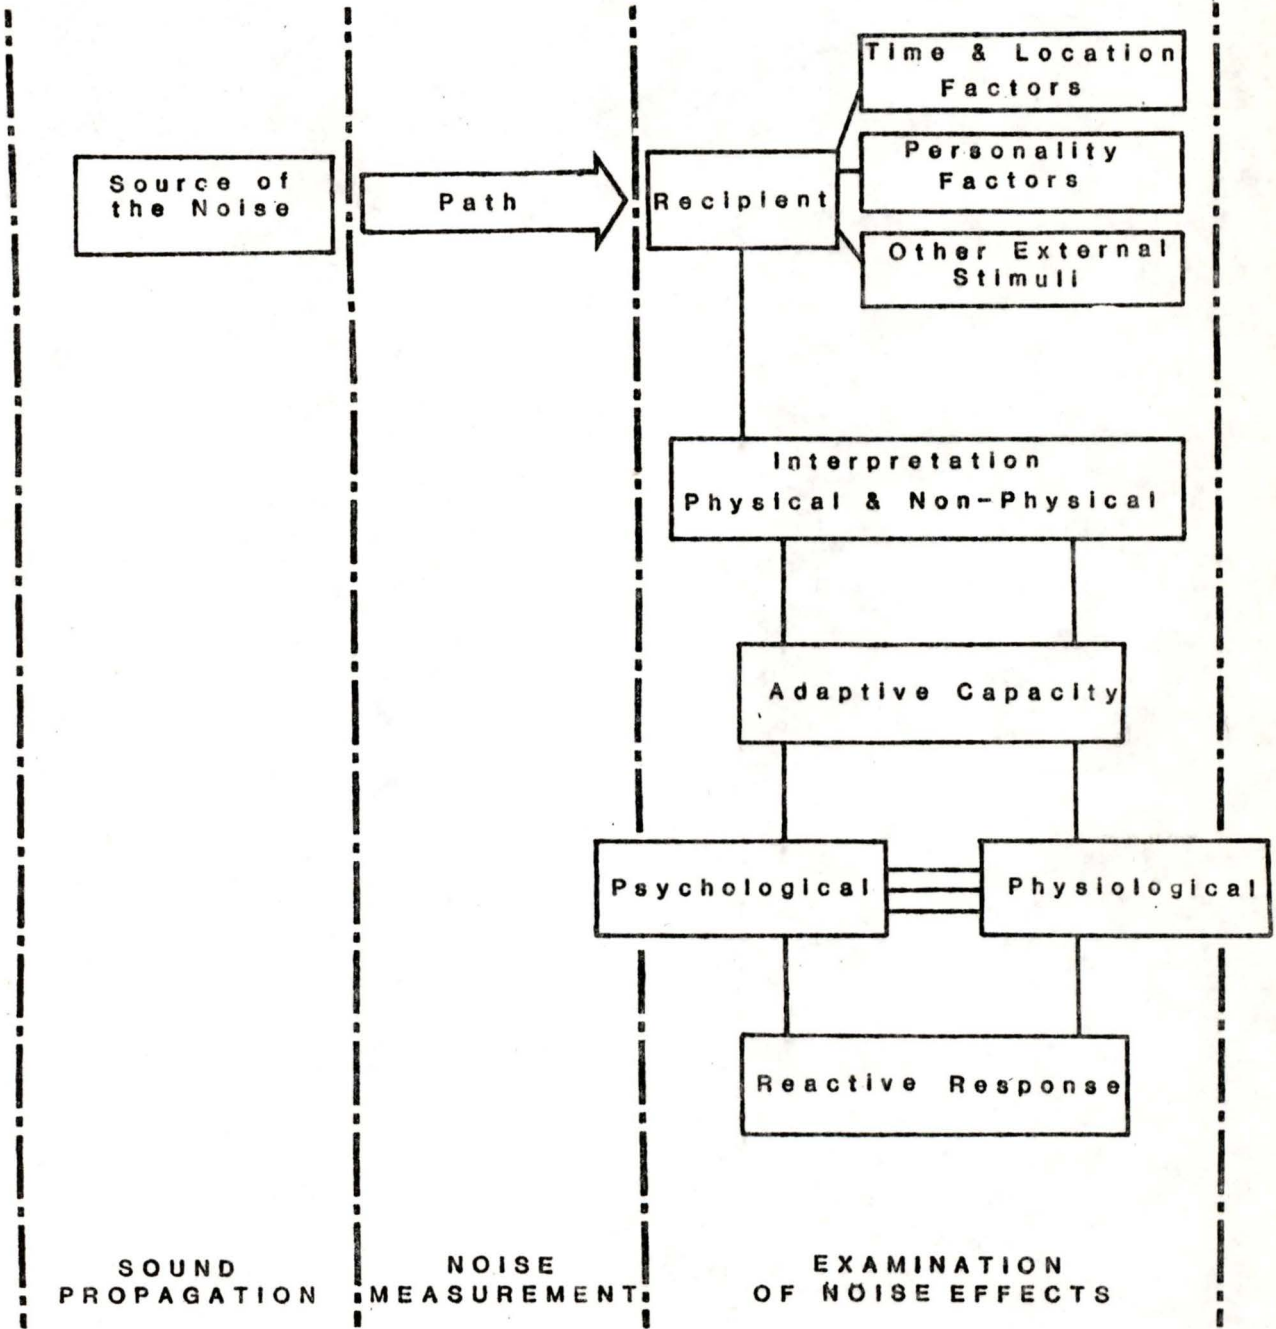 Time & Location
Factors
Personality
Factors
Source of
the Noise
Path
Recipient
Other External
Stimuli
Interpretation
Physical & Non-Physical
Adaptive Capacity
Psychological
Physiological
Reactive Response
SOUND
PROPAGATION
NOISE
MEASUREMENT
EXAMINATION
OF NOISE EFFECTS